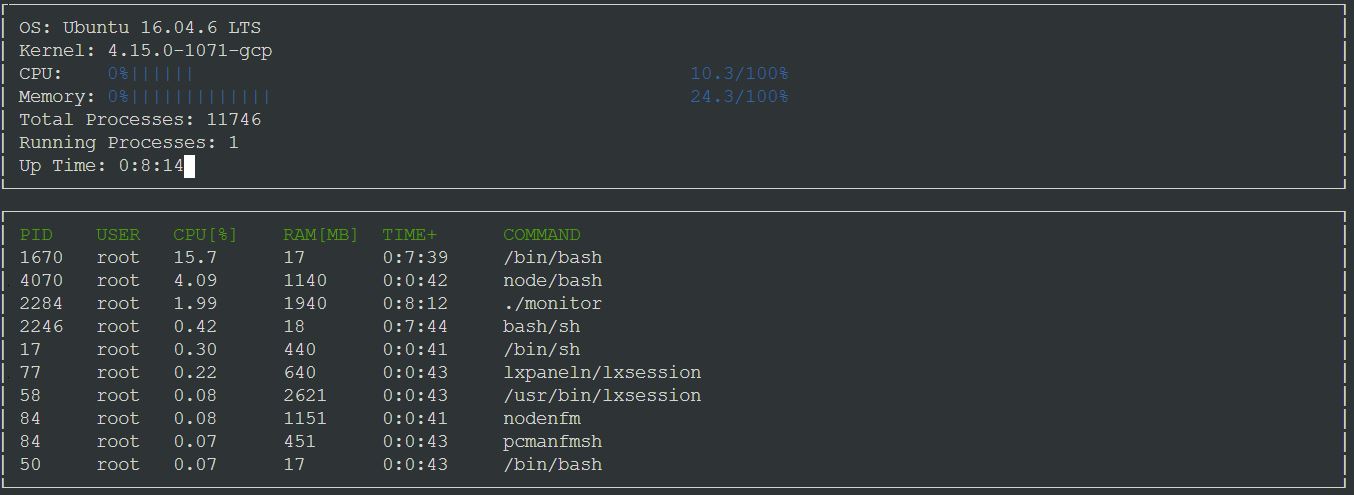 OS: Ubuntu 16.04.6 LTS
Kernel: 4.15.0-1071-gcp
CPU: 0%|||||| 10.3/100%
Memory: 0%||||||||||||| 24.3/100%
Total Processes: 11746
Running Processes: 1
Up Time: 0:8:14
PID USER CPU[%] RAM[MB] TIME+ COMMAND
1670 root 15.7 17 0:7:39 /bin/bash
4070 root 4.09 1140 0:0:42 node/bash
2284 root 1.99 1940 0:8:12 ./monitor
2246 root 0.42 18 0:7:44 bash/sh
17 root 0.30 440 0:0:41 /bin/sh
77 root 0.22 640 0:0:43 lxpaneln/lxsession
58 root 0.08 2621 0:0:43 /usr/bin/lxsession
84 root 0.08 1151 0:0:41 nodenfm
84 root 0.07 451 0:0:43 pcmanfmsh
50 root 0.07 17 0:0:43 /bin/bash